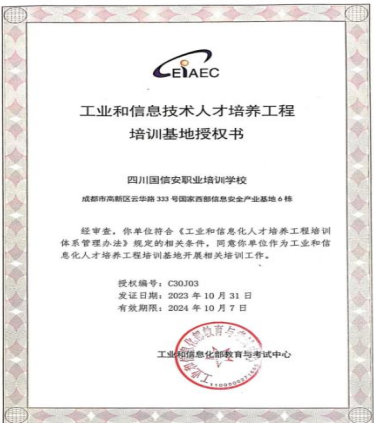 CEIAEC
工业和信息技术人才培养工程
培训基地授权书
四川国信安职业培训学校
成都市高新区云华路 333 号国家西部信息安全产业基地 6 栋
经审查，你单位符合《工业和信息化人才培养工程培训
体系管理办法》规定的相关条件，同意你单位作为工业和信
息化人才培养工程培训基地开展相关培训工作。
授权编号：C30J03
发证日期：2023 年 10 月 31 日
有效期限：2024 年 10 月 7 日
工业和信息化部教育与考试中心